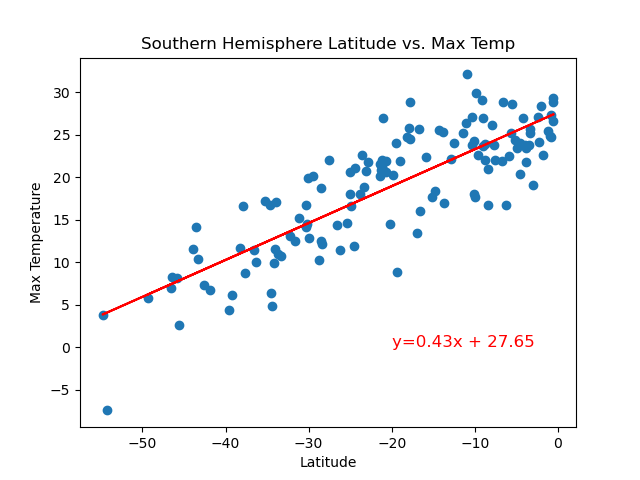 Southern Hemisphere Latitude vs. Max Temp
Max Temperature
30
25
20
15
10
5
0
−5
y=0.43x + 27.65
−50 −40 −30 −20 −10 0
Latitude